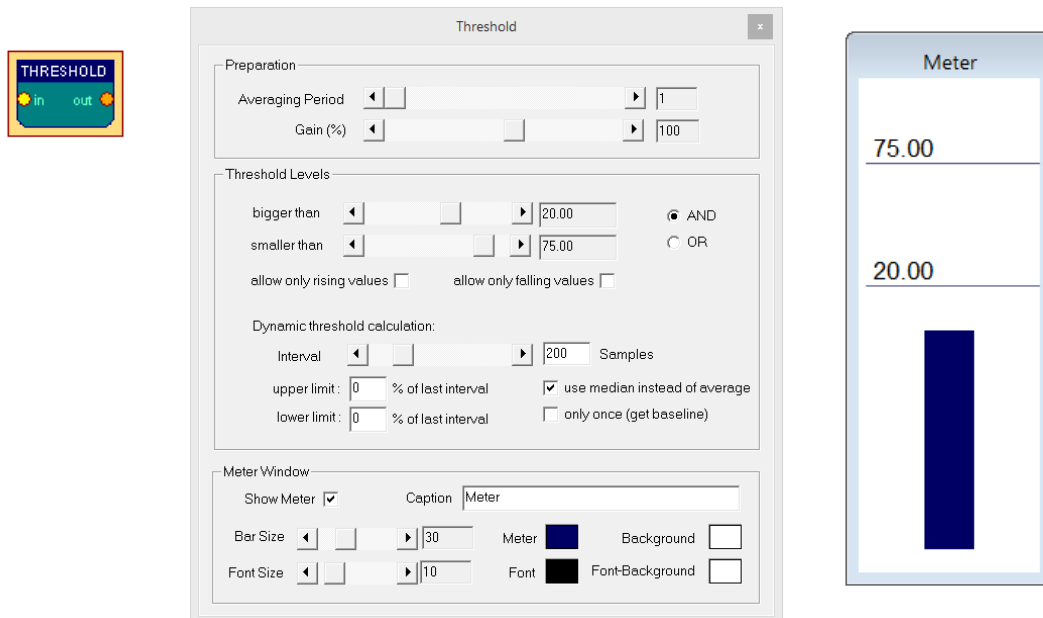 THRESHOLD
in out
Threshold
x
Preparation
Averaging Period 1
Gain (%) 100
Threshold Levels
bigger than 20.00 AND
smaller than 75.00 OR
allow only rising values allow only falling values
Dynamic threshold calculation:
Interval 200 Samples
upper limit : 0 % of last interval use median instead of average
lower limit : 0 % of last interval only once (get baseline)
Meter Window
Show Meter Caption Meter
Bar Size 30 Meter Background
Font Size 10 Font Font-Background
Meter
75.00
20.00